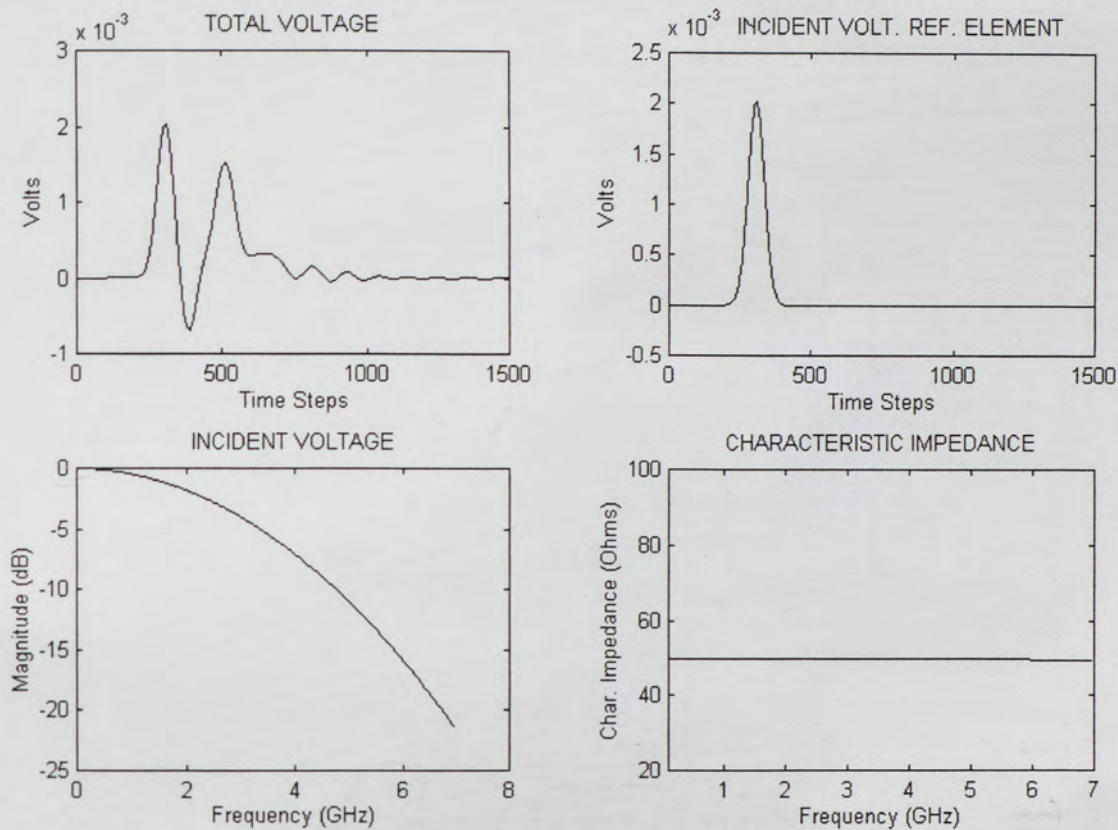 TOTAL VOLTAGE
x 10^-3
3
2
1
0
-1
Volts
0 500 1000 1500
Time Steps
INCIDENT VOLT. REF. ELEMENT
x 10^-3
2.5
2
1.5
1
0.5
0
-0.5
Volts
0 500 1000 1500
Time Steps
INCIDENT VOLTAGE
0
-5
-10
-15
-20
-25
Magnitude (dB)
0 2 4 6 8
Frequency (GHz)
CHARACTERISTIC IMPEDANCE
100
80
60
40
20
Char. Impedance (Ohms)
1 2 3 4 5 6 7
Frequency (GHz)